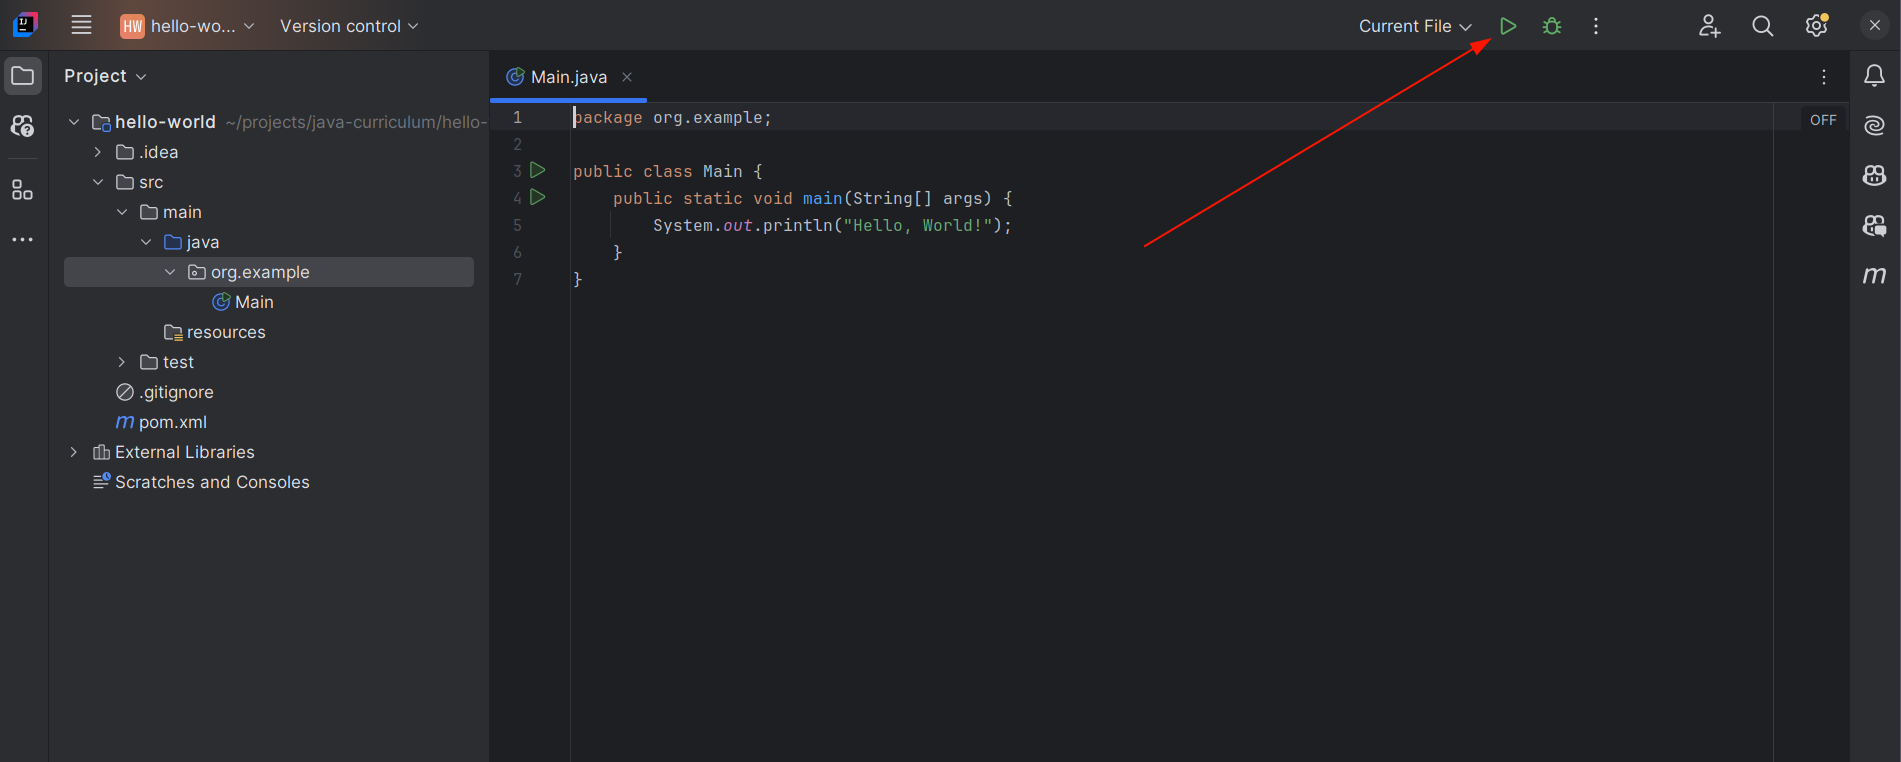 IJ
HW hello-wo... Version control Current File
Project
hello-world ~/projects/java-curriculum/hello-
.idea
src
main
java
org.example
Main
resources
test
.gitignore
m pom.xml
External Libraries
Scratches and Consoles
Main.java
1 package org.example;
OFF
2
3 public class Main {
4 public static void main(String[] args) {
5 System.out.println("Hello, World!");
6 }
7 }
m